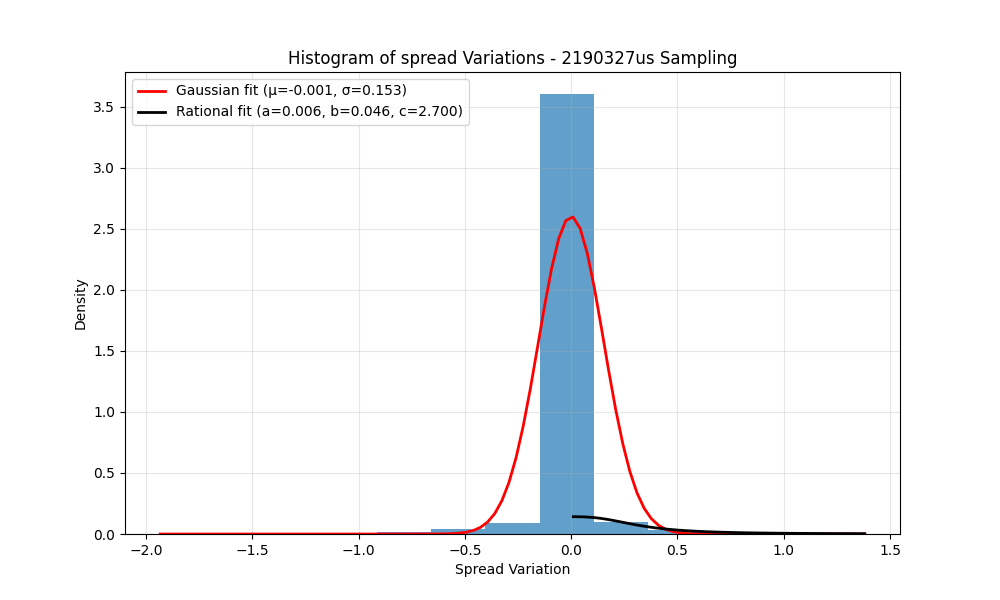 Histogram of spread Variations - 2190327us Sampling
Gaussian fit (μ=-0.001, σ=0.153)
Rational fit (a=0.006, b=0.046, c=2.700)
3.5
3.0
2.5
2.0
1.5
1.0
0.5
0.0
Density
−2.0 −1.5 −1.0 −0.5 0.0 0.5 1.0 1.5
Spread Variation